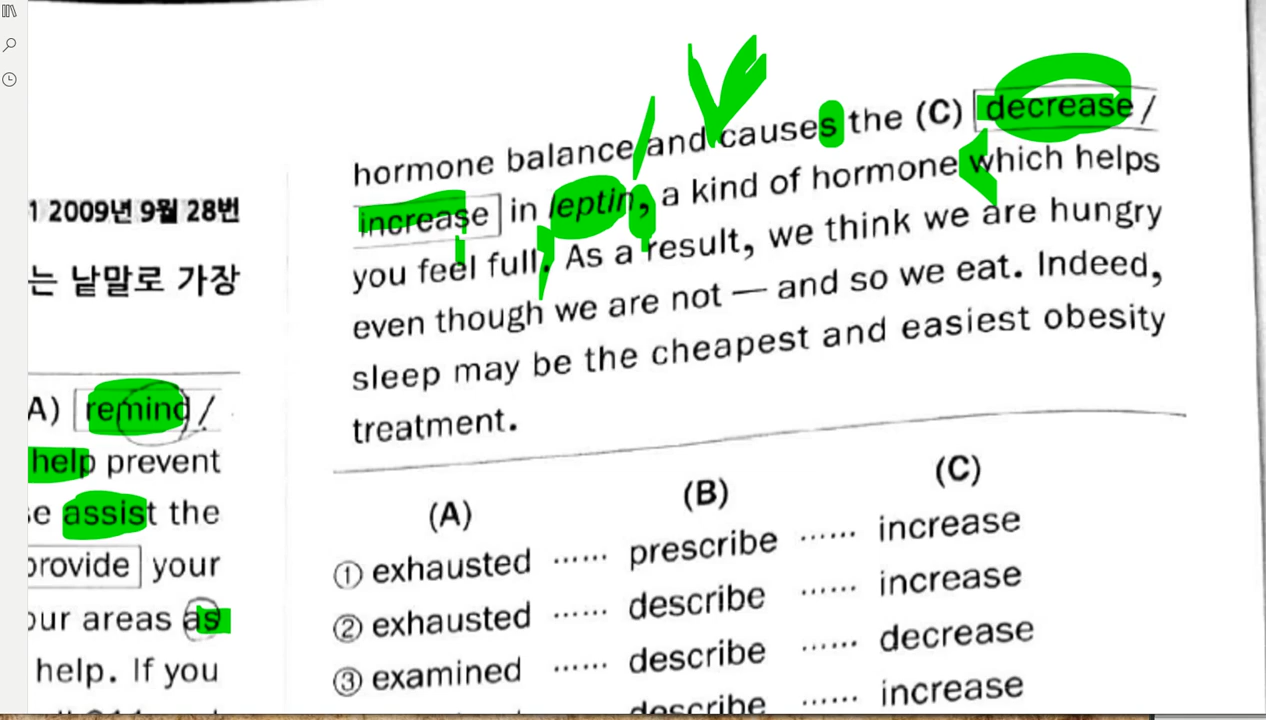 1 2009년 9월 28번
는 낱말로 가장
A) remind /
help prevent
se assist the
provide your
our areas as
help. If you
hormone balance and causes the (C) decrease /
increase in leptin, a kind of hormone which helps
you feel full. As a result, we think we are hungry
even though we are not — and so we eat. Indeed,
sleep may be the cheapest and easiest obesity
treatment.
(A) (B) (C)
① exhausted ...... prescribe ...... increase
② exhausted ...... describe ...... increase
③ examined ...... describe ...... decrease
describe ...... increase